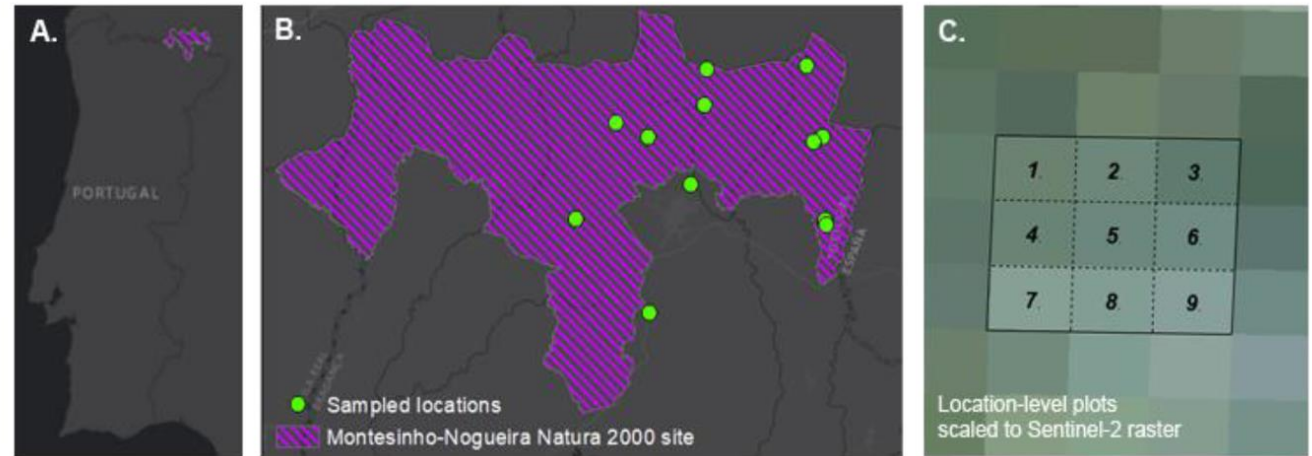 A.
PORTUGAL
B.
ESPAÑA
Sampled locations
Montesinho-Nogueira Natura 2000 site
C.
1.
2.
3.
4.
5.
6.
7.
8.
9.
Location-level plots
scaled to Sentinel-2 raster